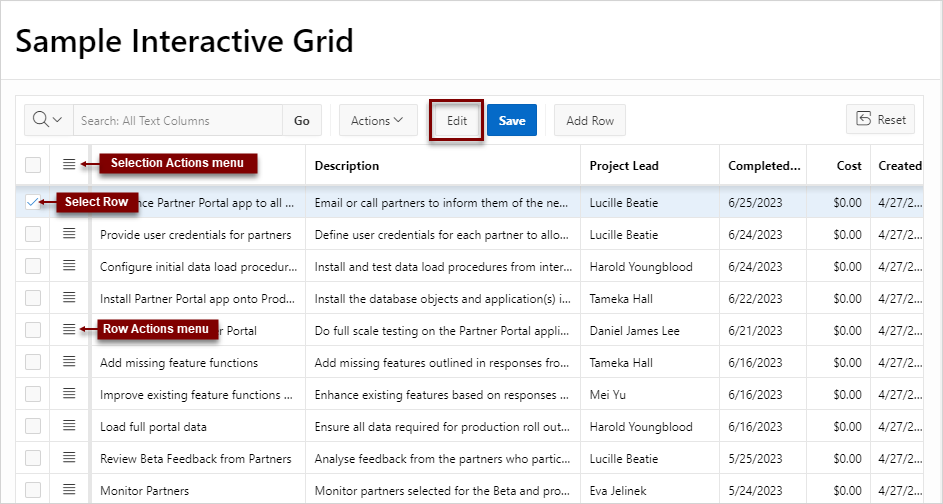 Sample Interactive Grid
Search: All Text Columns Go Actions Edit Save Add Row Reset
Selection Actions menu Description Project Lead Completed... Cost Created
Select Row nce Partner Portal app to all ... Email or call partners to inform them of the ne... Lucille Beatie 6/25/2023 $0.00 4/27/2...
Provide user credentials for partners Define user credentials for each partner to allo... Lucille Beatie 6/24/2023 $0.00 4/27/2...
Configure initial data load procedur... Install and test data load procedures from inter... Harold Youngblood 6/24/2023 $0.00 4/27/2...
Install Partner Portal app onto Prod... Install the database objects and application(s) i... Tameka Hall 6/22/2023 $0.00 4/27/2...
Row Actions menu r Portal Do full scale testing on the Partner Portal appli... Daniel James Lee 6/21/2023 $0.00 4/27/2...
Add missing feature functions Add missing features outlined in responses fro... Tameka Hall 6/16/2023 $0.00 4/27/2...
Improve existing feature functions ... Enhance existing features based on responses ... Mei Yu 6/16/2023 $0.00 4/27/2...
Load full portal data Ensure all data required for production roll out... Harold Youngblood 6/16/2023 $0.00 4/27/2...
Review Beta Feedback from Partners Analyse feedback from the partners who partic... Lucille Beatie 5/25/2023 $0.00 4/27/2...
Monitor Partners Monitor partners selected for the Beta and pro... Eva Jelinek 5/24/2023 $0.00 4/27/2...